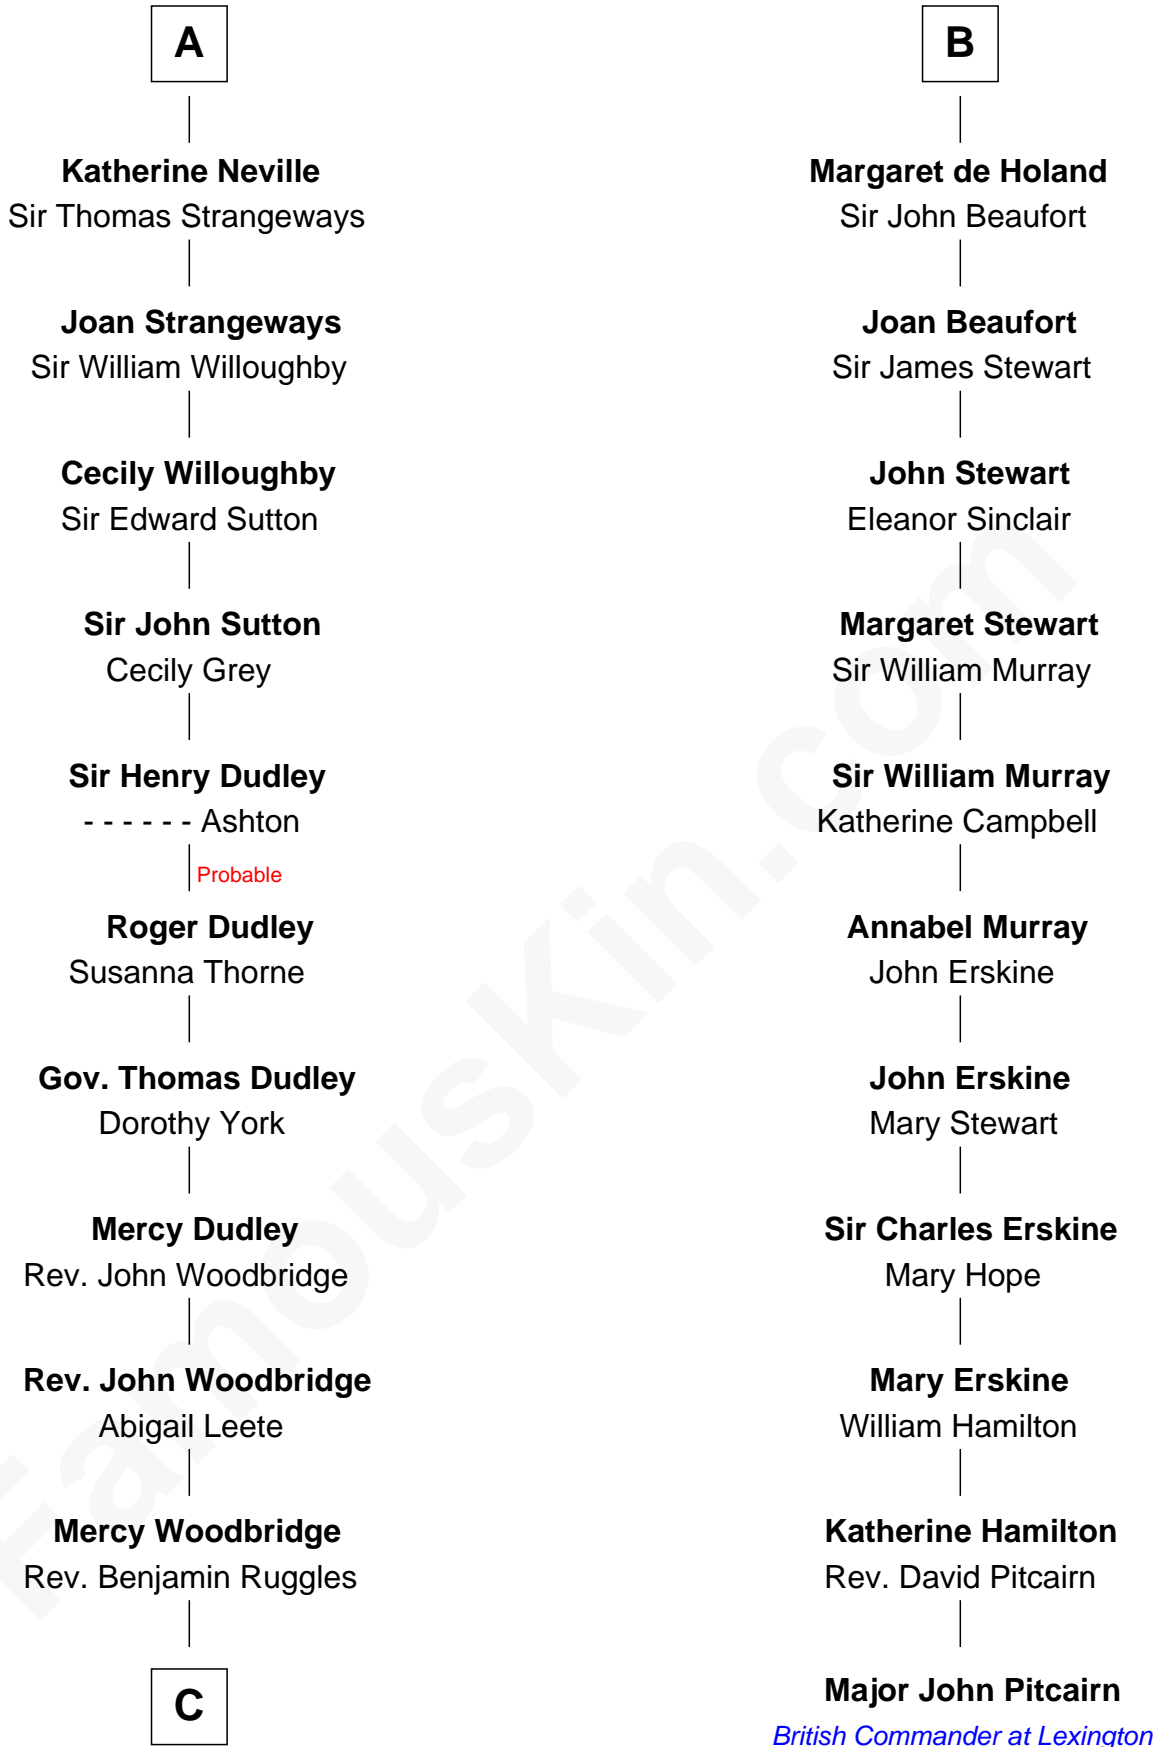 A
Katherine Neville
Sir Thomas Strangeways
Joan Strangeways
Sir William Willoughby
Cecily Willoughby
Sir Edward Sutton
Sir John Sutton
Cecily Grey
Sir Henry Dudley
- - - - - - Ashton
Probable
Roger Dudley
Susanna Thorne
Gov. Thomas Dudley
Dorothy York
Mercy Dudley
Rev. John Woodbridge
Rev. John Woodbridge
Abigail Leete
Mercy Woodbridge
Rev. Benjamin Ruggles
C
B
Margaret de Holand
Sir John Beaufort
Joan Beaufort
Sir James Stewart
John Stewart
Eleanor Sinclair
Margaret Stewart
Sir William Murray
Sir William Murray
Katherine Campbell
Annabel Murray
John Erskine
John Erskine
Mary Stewart
Sir Charles Erskine
Mary Hope
Mary Erskine
William Hamilton
Katherine Hamilton
Rev. David Pitcairn
Major John Pitcairn
British Commander at Lexington
FamousKin.com